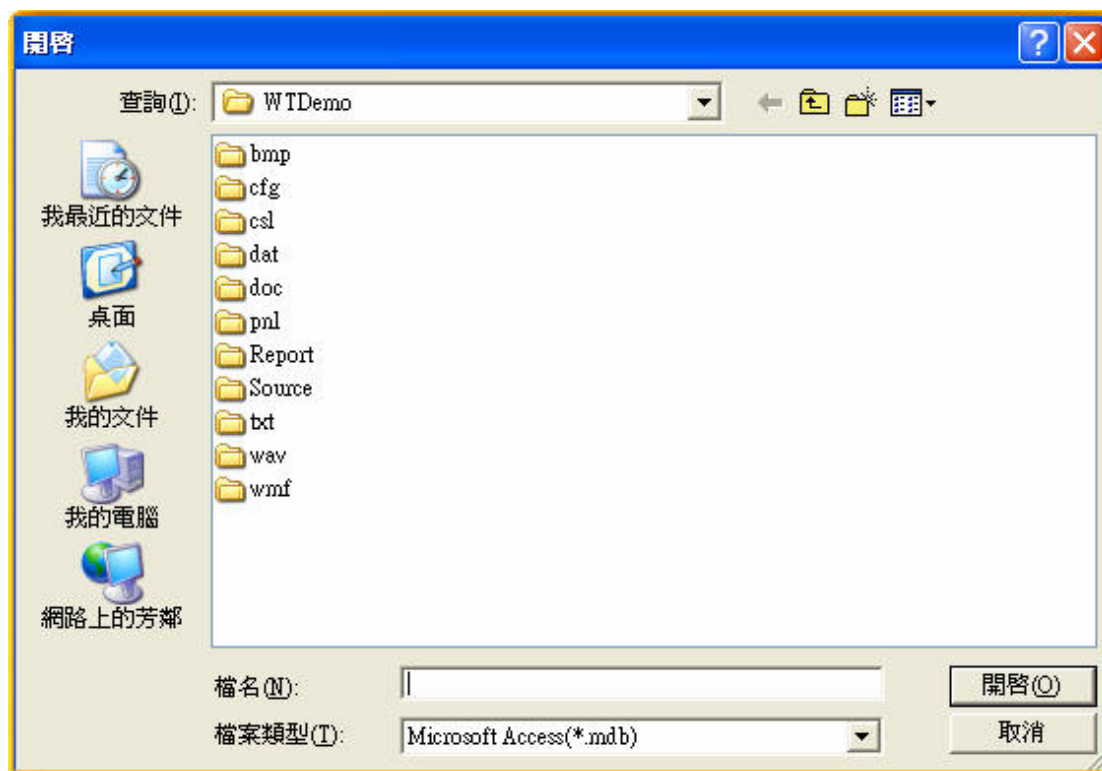 開啟
查詢(I):
WTDemo
我最近的文件
桌面
我的文件
我的電腦
網路上的芳鄰
bmp
cfg
csl
dat
doc
pnl
Report
Source
txt
wav
wmf
檔名(N):
開啟(O)
檔案類型(T):
Microsoft Access(*.mdb)
取消